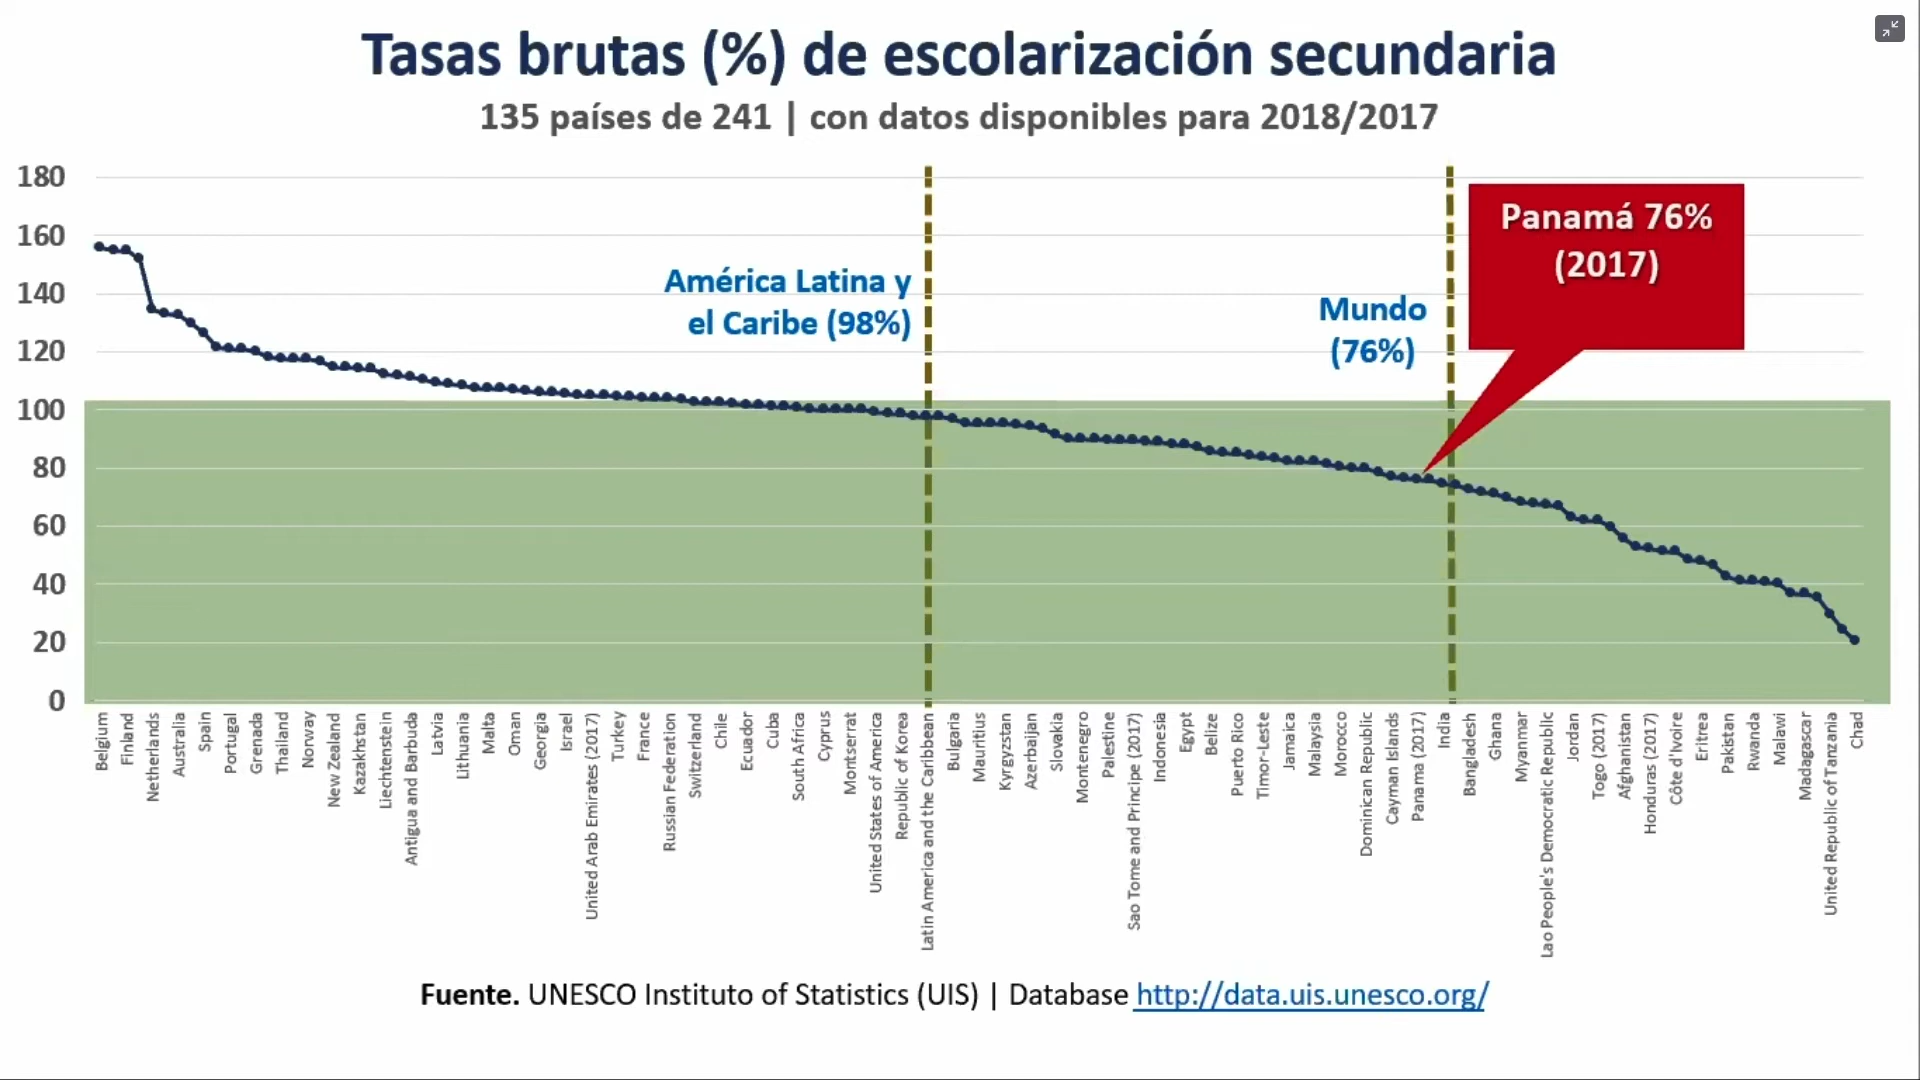 Tasas brutas (%) de escolarización secundaria
135 países de 241 | con datos disponibles para 2018/2017
180
160
140
120
100
80
60
40
20
0
América Latina y
el Caribe (98%)
Mundo
(76%)
Panamá 76%
(2017)
Belgium
Finland
Netherlands
Australia
Spain
Portugal
Grenada
Thailand
Norway
New Zealand
Kazakhstan
Liechtenstein
Antigua and Barbuda
Latvia
Lithuania
Malta
Oman
Georgia
Israel
United Arab Emirates (2017)
Turkey
France
Russian Federation
Switzerland
Chile
Ecuador
Cuba
South Africa
Cyprus
Montserrat
United States of America
Republic of Korea
Latin America and the Caribbean
Bulgaria
Mauritius
Kyrgyzstan
Azerbaijan
Slovakia
Montenegro
Palestine
Sao Tome and Principe (2017)
Indonesia
Egypt
Belize
Puerto Rico
Timor-Leste
Jamaica
Malaysia
Morocco
Dominican Republic
Cayman Islands
Panama (2017)
India
Bangladesh
Ghana
Myanmar
Lao People's Democratic Republic
Jordan
Togo (2017)
Afghanistan
Honduras (2017)
Côte d'Ivoire
Eritrea
Pakistan
Rwanda
Malawi
Madagascar
United Republic of Tanzania
Chad
Fuente. UNESCO Instituto of Statistics (UIS) | Database http://data.uis.unesco.org/